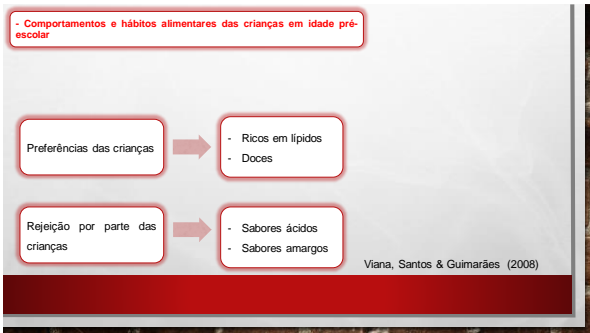 - Comportamentos e hábitos alimentares das crianças em idade pré-
escolar
Preferências das crianças
- Ricos em lípidos
- Doces
Rejeição por parte das
crianças
- Sabores ácidos
- Sabores amargos
Viana, Santos & Guimarães (2008)